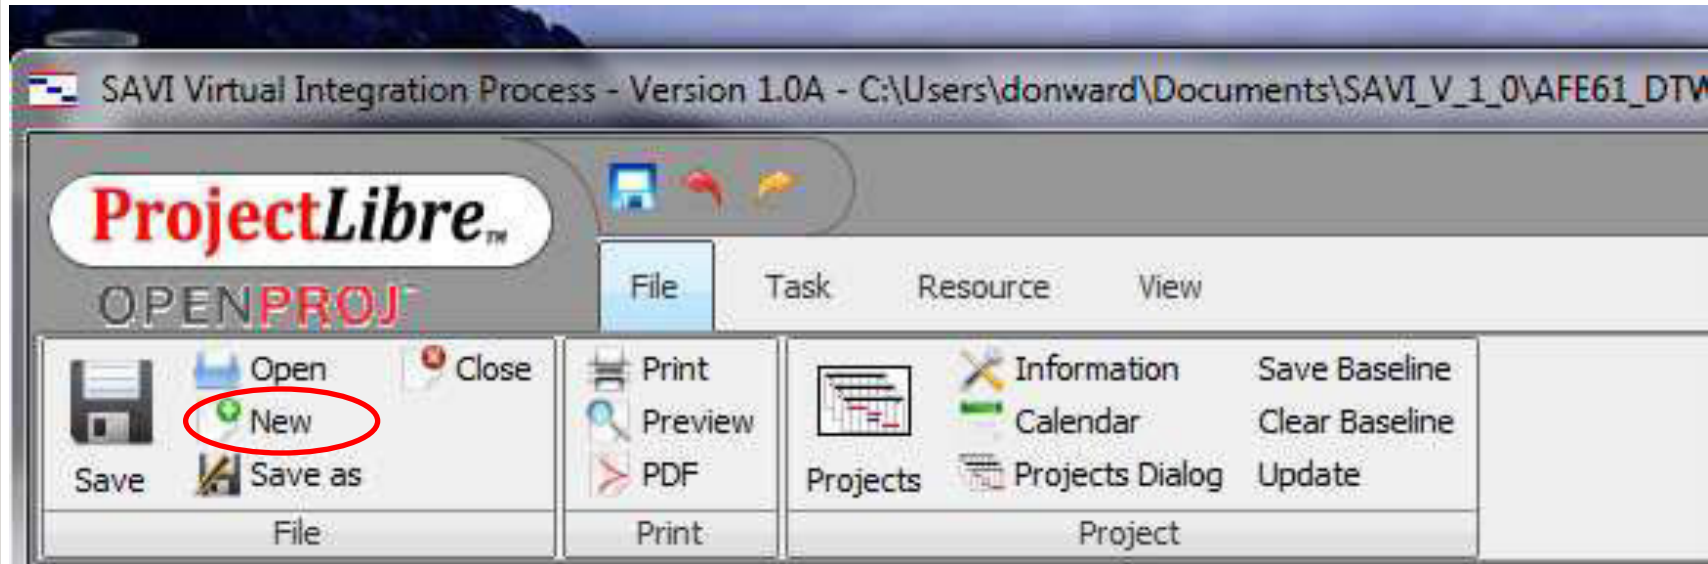 SAVI Virtual Integration Process - Version 1.0A - C:\Users\donward\Documents\SAVI_V_1_0\AFE61_DTW
ProjectLibre™
OPENPROJ™
File Task Resource View
Open Close Print Information Save Baseline
New Preview Calendar Clear Baseline
Save Save as PDF Projects Projects Dialog Update
File Print Project